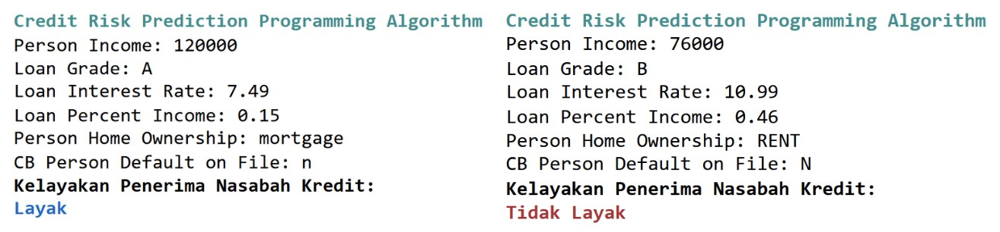 Credit Risk Prediction Programming Algorithm
Person Income: 120000
Loan Grade: A
Loan Interest Rate: 7.49
Loan Percent Income: 0.15
Person Home Ownership: mortgage
CB Person Default on File: n
Kelayakan Penerima Nasabah Kredit:
Layak
Credit Risk Prediction Programming Algorithm
Person Income: 76000
Loan Grade: B
Loan Interest Rate: 10.99
Loan Percent Income: 0.46
Person Home Ownership: RENT
CB Person Default on File: N
Kelayakan Penerima Nasabah Kredit:
Tidak Layak